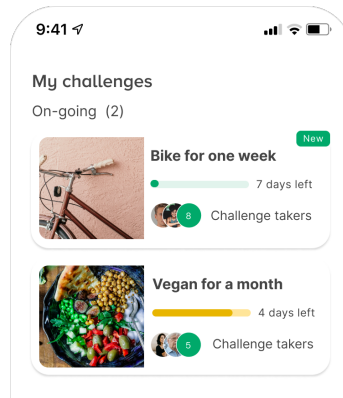 9:41
My challenges
On-going (2)
New
Bike for one week
7 days left
8
Challenge takers
Vegan for a month
4 days left
5
Challenge takers